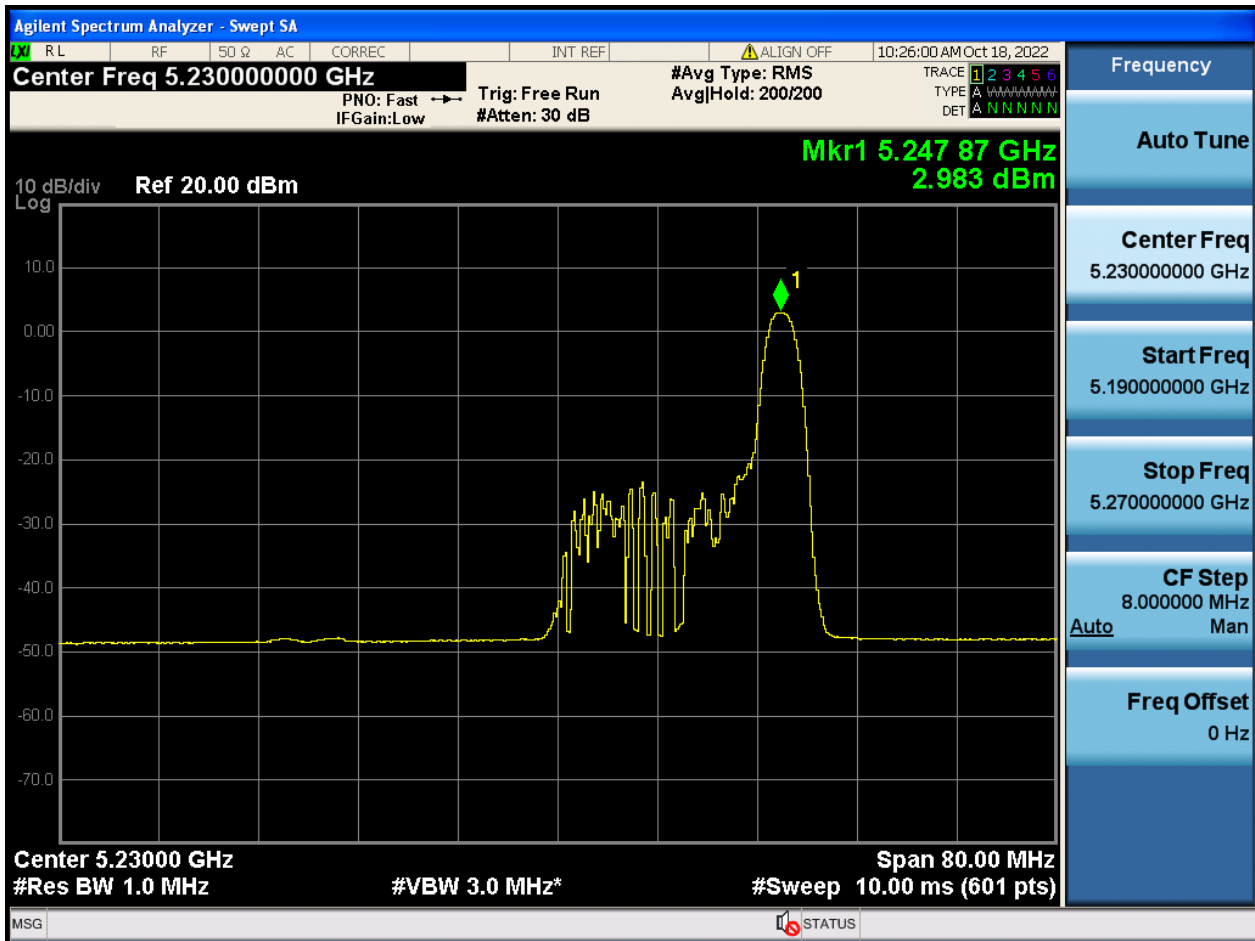 Agilent Spectrum Analyzer - Swept SA
LXI RL RF 50 Ω AC CORREC INT REF ALIGN OFF 10:26:00 AM Oct 18, 2022
Center Freq 5.230000000 GHz
PNO: Fast
IFGain:Low
Trig: Free Run
#Atten: 30 dB
#Avg Type: RMS
Avg|Hold: 200/200
TRACE 1 2 3 4 5 6
TYPE A WWWWW
DET A N N N N N
Mkr1 5.247 87 GHz
2.983 dBm
10 dB/div Ref 20.00 dBm
Log
10.0
0.00
-10.0
-20.0
-30.0
-40.0
-50.0
-60.0
-70.0
1
Center 5.23000 GHz Span 80.00 MHz
#Res BW 1.0 MHz #VBW 3.0 MHz* #Sweep 10.00 ms (601 pts)
MSG STATUS
Frequency
Auto Tune
Center Freq
5.230000000 GHz
Start Freq
5.190000000 GHz
Stop Freq
5.270000000 GHz
CF Step
8.000000 MHz
Auto Man
Freq Offset
0 Hz